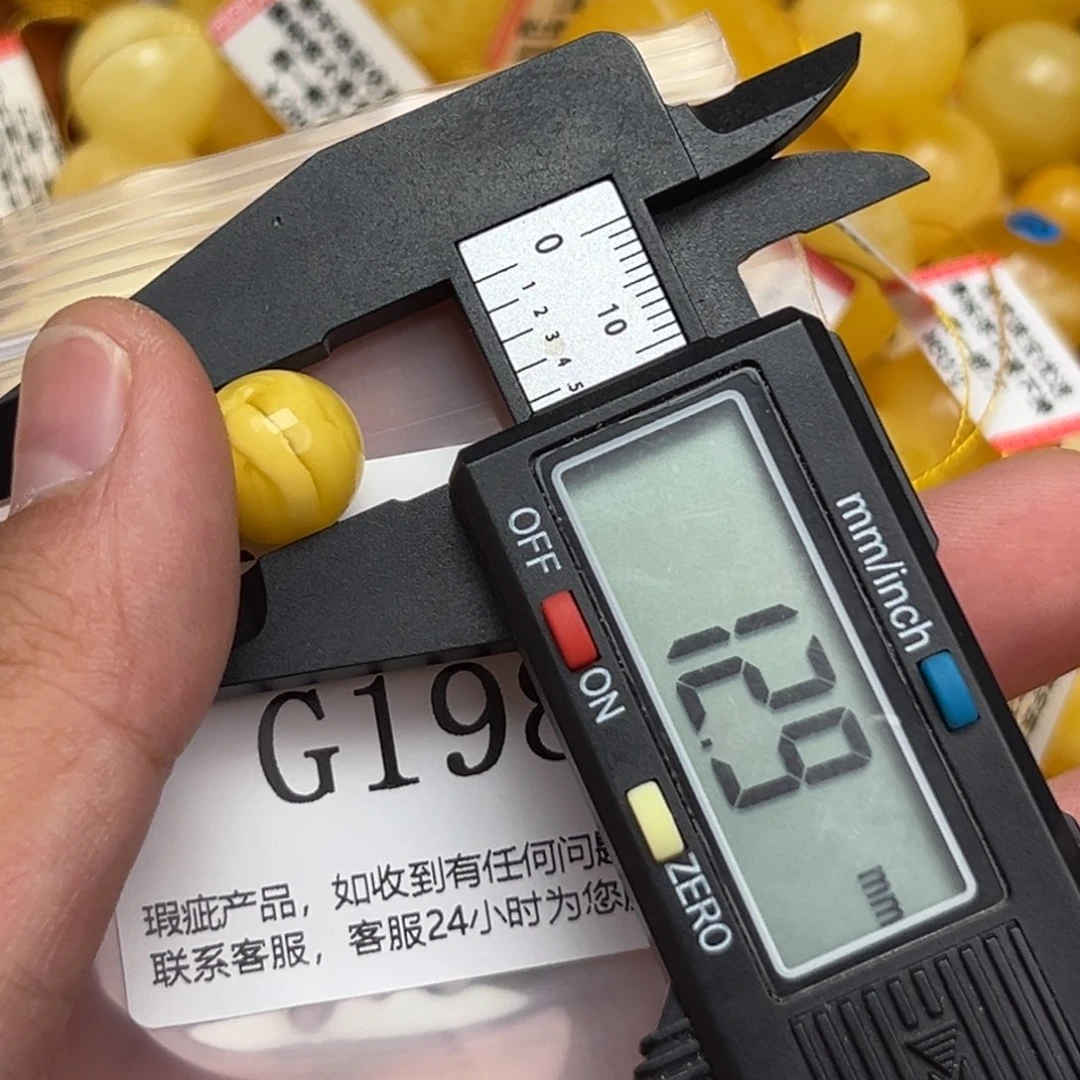 0
1 2 3 4 5
10
OFF
ON
mm/inch
ZERO
12.9
mm
G198
瑕疵产品，如收到有任何问
联系客服，客服24小时为您